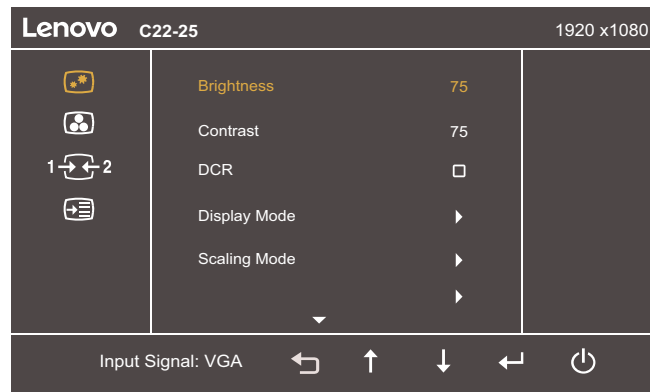 Lenovo C22-25 1920 x1080
Brightness 75
Contrast 75
1 2
DCR
Display Mode
Scaling Mode
Input Signal: VGA